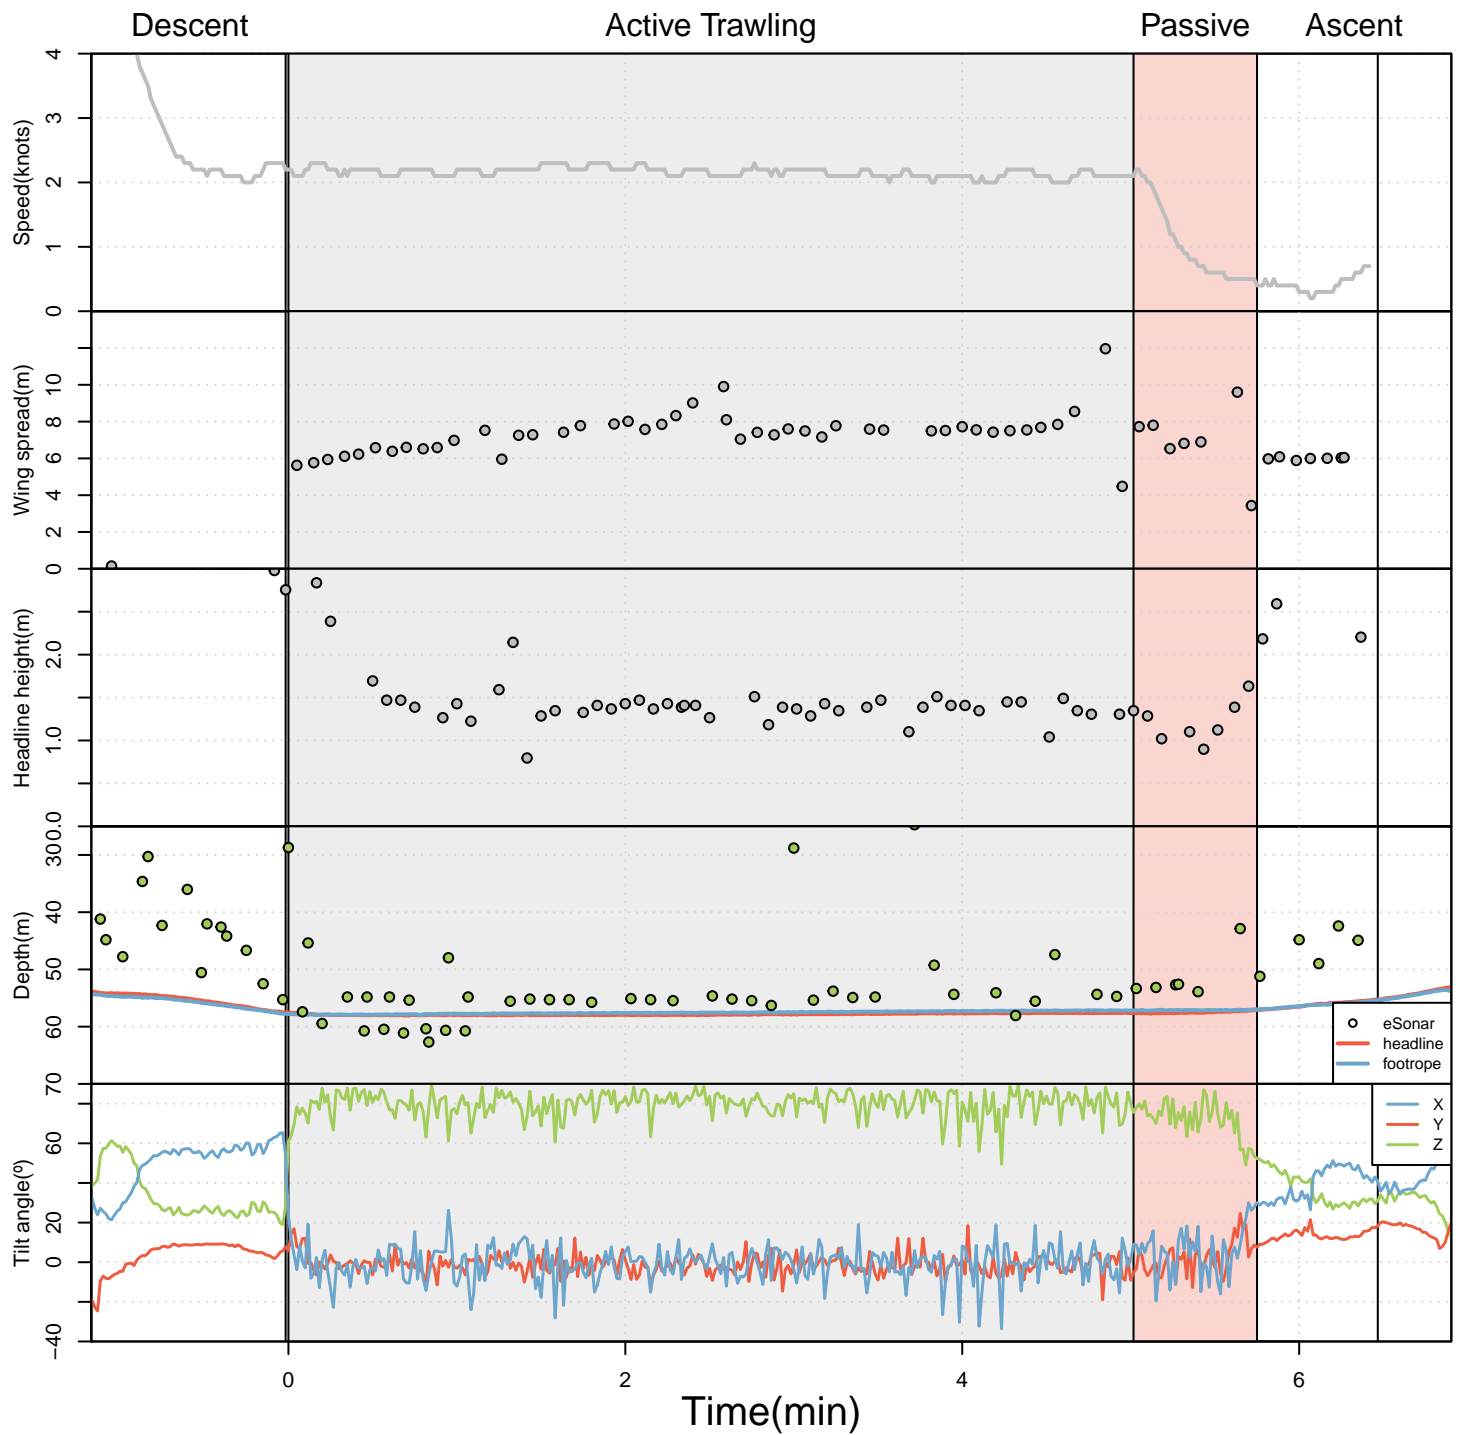 Descent Active Trawling Passive Ascent
Speed(knots)
4
3
2
1
0
Wing spread(m)
10
8
6
4
2
0
Headline height(m)
2.0
1.0
0.0
Depth(m)
30
40
50
60
70
eSonar
headline
footrope
Tilt angle(º)
60
20
0
−40
X
Y
Z
0 2 4 6
Time(min)